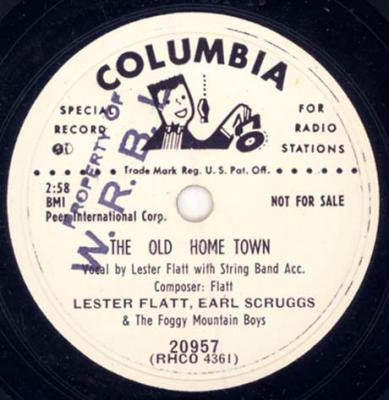 COLUMBIA
SPECIAL RECORD
FOR RADIO STATIONS
PROPERTY OF
W. R. B. L.
Trade Mark Reg. U.S. Pat. Off.
2:58
BMI
Peer International Corp.
NOT FOR SALE
THE OLD HOME TOWN
Vocal by Lester Flatt with String Band Acc.
Composer: Flatt
LESTER FLATT, EARL SCRUGGS
& The Foggy Mountain Boys
20957
(RHCO 4361)